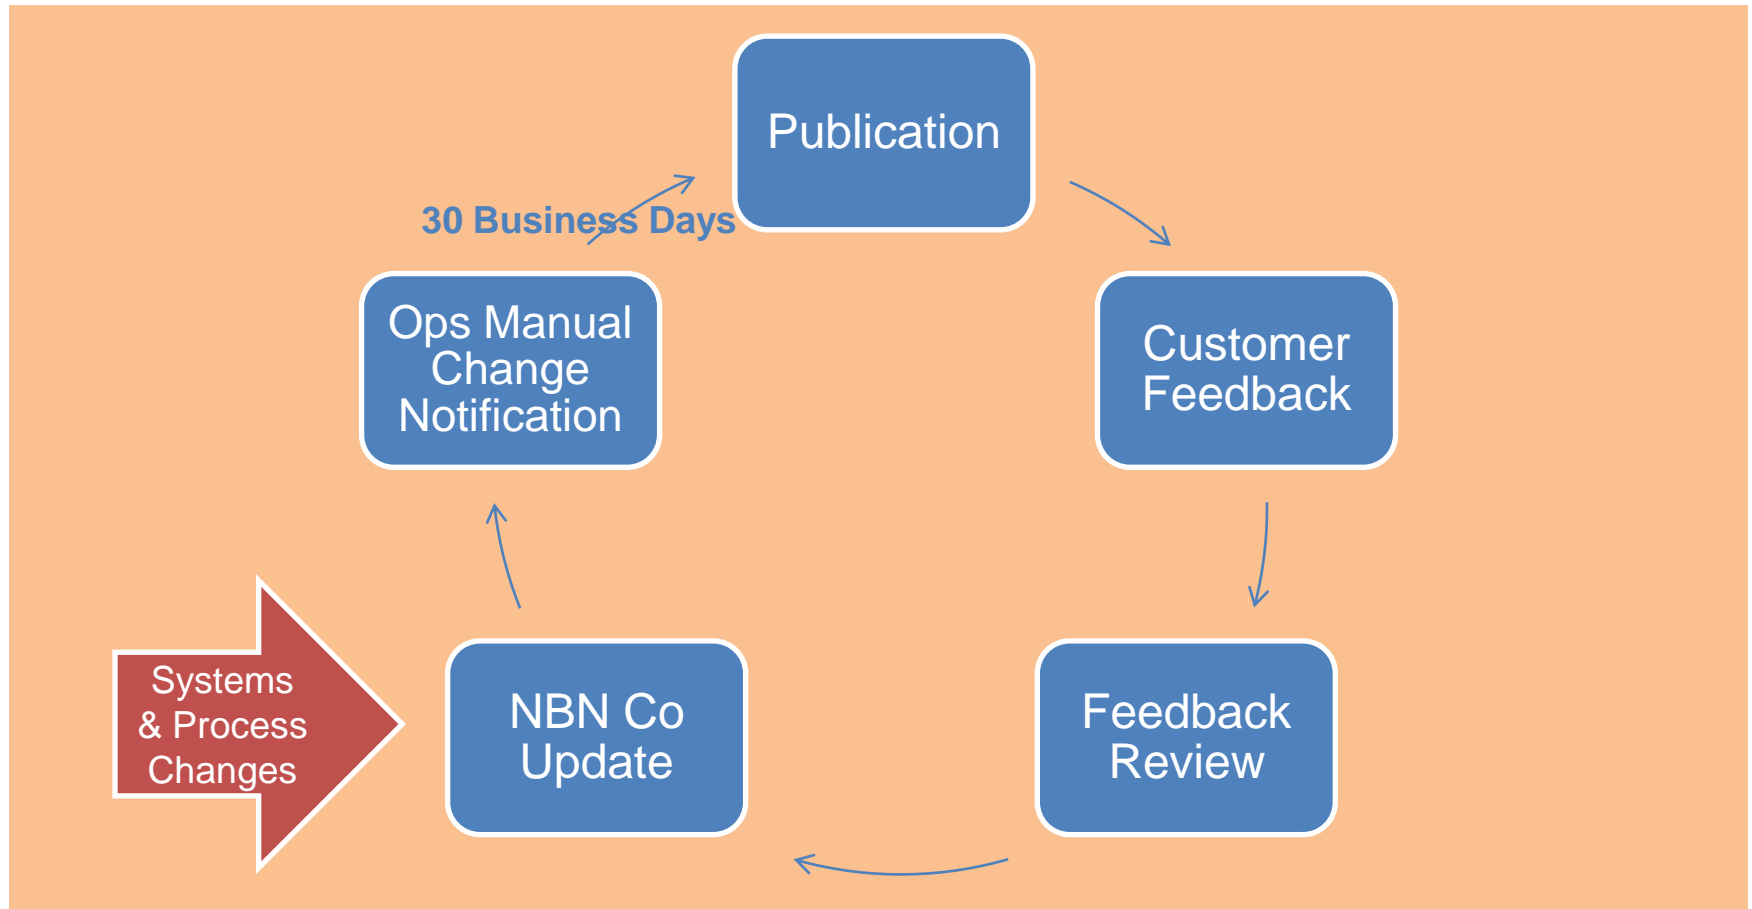 Publication
30 Business Days
Ops Manual
Change
Notification
Customer
Feedback
Systems
& Process
Changes
NBN Co
Update
Feedback
Review